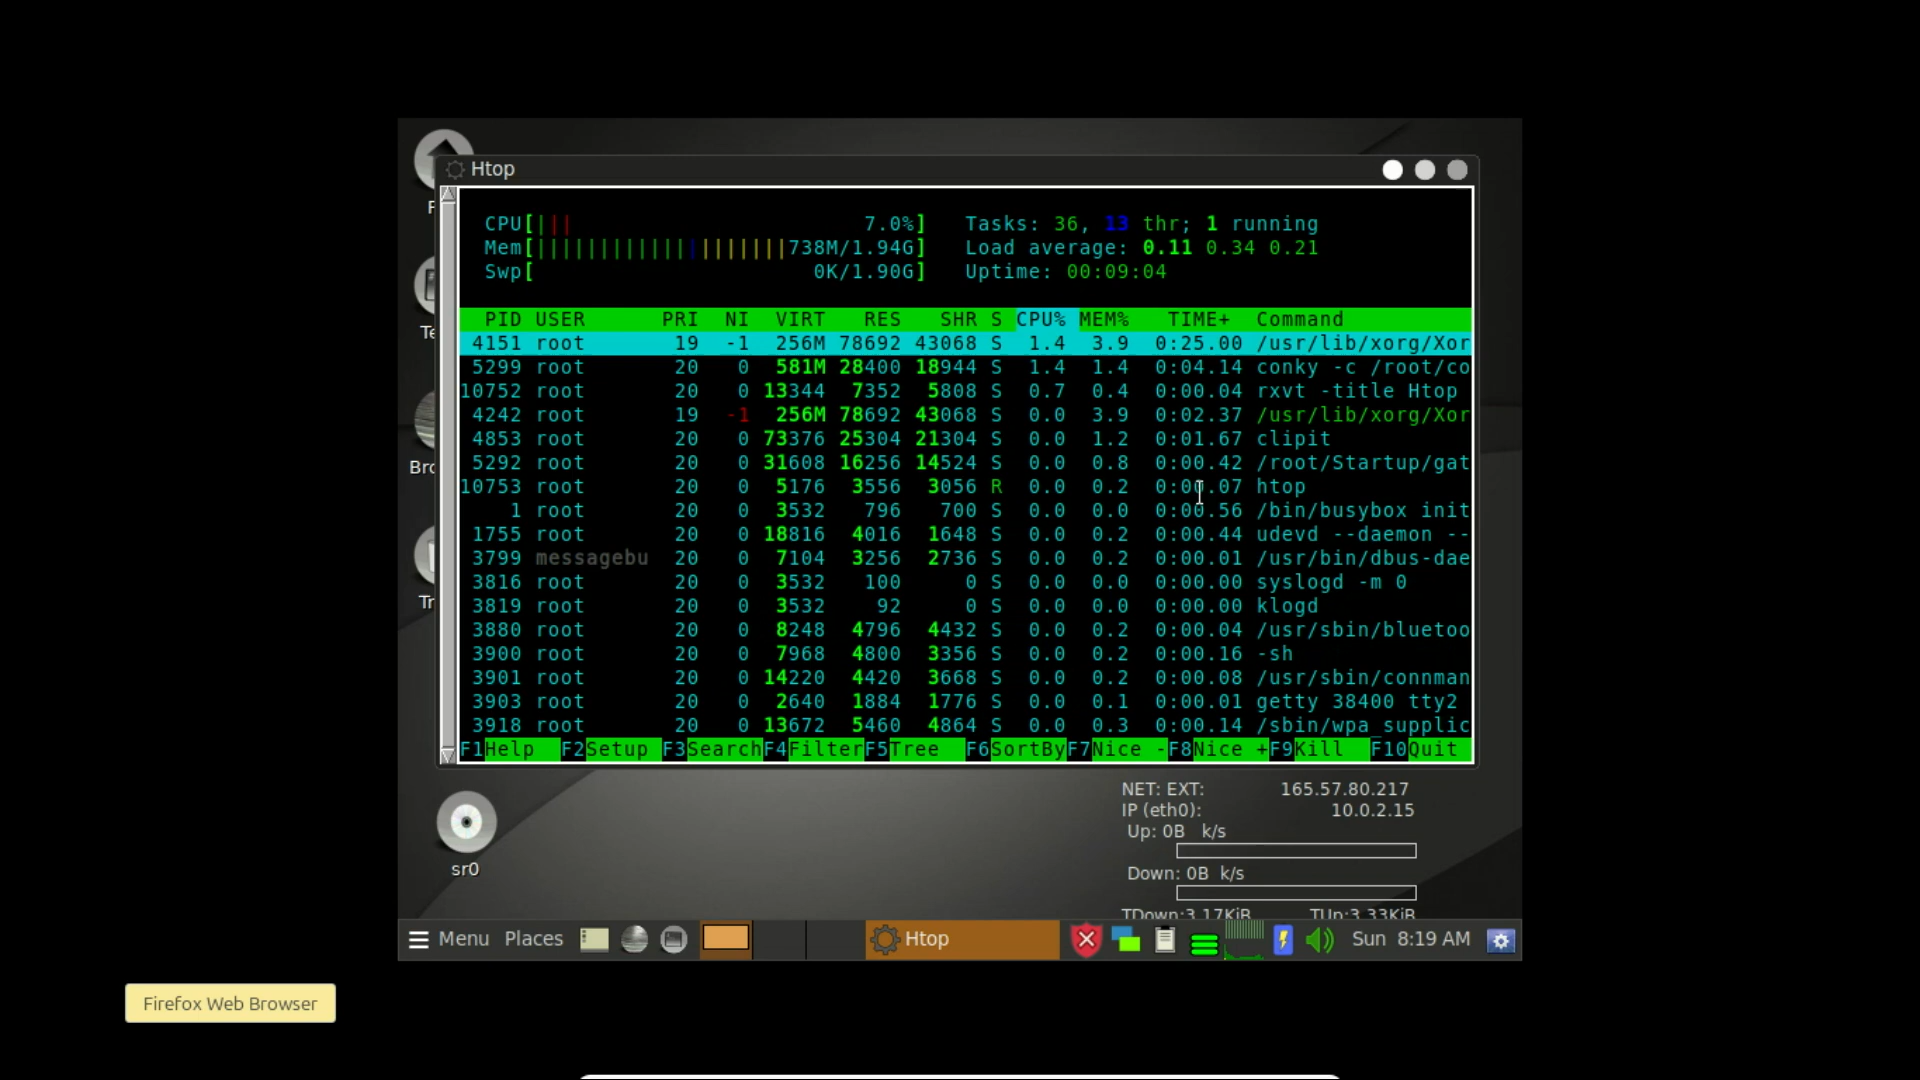 Htop
CPU[||| 7.0%] Tasks: 36, 13 thr; 1 running
Mem[||||||||||||||||||||738M/1.94G] Load average: 0.11 0.34 0.21
Swp[ 0K/1.90G] Uptime: 00:09:04
PID USER PRI NI VIRT RES SHR S CPU% MEM% TIME+ Command
4151 root 19 -1 256M 78692 43068 S 1.4 3.9 0:25.00 /usr/lib/xorg/Xor
5299 root 20 0 581M 28400 18944 S 1.4 1.4 0:04.14 conky -c /root/co
10752 root 20 0 13344 7352 5808 S 0.7 0.4 0:00.04 rxvt -title Htop
4242 root 19 -1 256M 78692 43068 S 0.0 3.9 0:02.37 /usr/lib/xorg/Xor
4853 root 20 0 73376 25304 21304 S 0.0 1.2 0:01.67 clipit
5292 root 20 0 31608 16256 14524 S 0.0 0.8 0:00.42 /root/Startup/gat
10753 root 20 0 5176 3556 3056 R 0.0 0.2 0:00.07 htop
1 root 20 0 3532 796 700 S 0.0 0.0 0:00.56 /bin/busybox init
1755 root 20 0 18816 4016 1648 S 0.0 0.2 0:00.44 udevd --daemon --
3799 messagebu 20 0 7104 3256 2736 S 0.0 0.2 0:00.01 /usr/bin/dbus-dae
3816 root 20 0 3532 100 0 S 0.0 0.0 0:00.00 syslogd -m 0
3819 root 20 0 3532 92 0 S 0.0 0.0 0:00.00 klogd
3880 root 20 0 8248 4796 4432 S 0.0 0.2 0:00.04 /usr/sbin/bluetoo
3900 root 20 0 7968 4800 3356 S 0.0 0.2 0:00.16 -sh
3901 root 20 0 14220 4420 3668 S 0.0 0.2 0:00.08 /usr/sbin/connman
3903 root 20 0 2640 1884 1776 S 0.0 0.1 0:00.01 getty 38400 tty2
3918 root 20 0 13672 5460 4864 S 0.0 0.3 0:00.14 /sbin/wpa_supplic
F1Help F2Setup F3SearchF4FilterF5Tree F6SortByF7Nice -F8Nice +F9Kill F10Quit
NET: EXT: 165.57.80.217
IP (eth0): 10.0.2.15
Up: 0B k/s
Down: 0B k/s
TDown:3.17KiB TUp:3.33KiB
sr0
Menu Places Htop Sun 8:19 AM
Firefox Web Browser